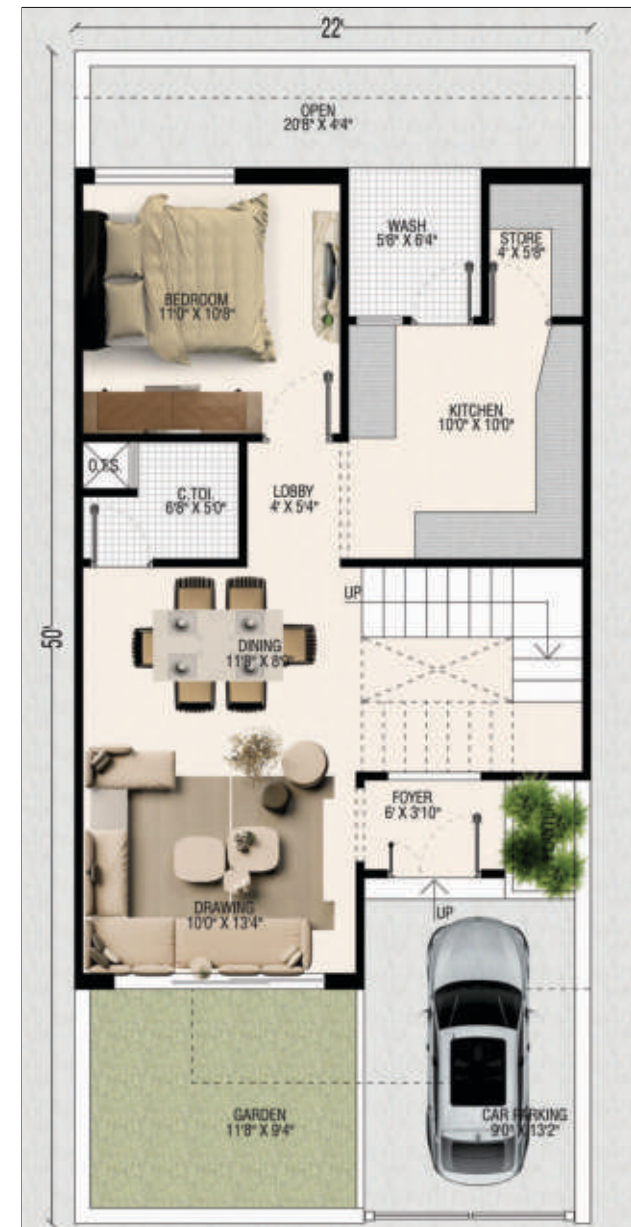 22'
OPEN
20'8" X 4'4"
WASH
5'8" X 6'4"
STORE
4' X 5'8"
BEDROOM
11'0" X 10'8"
KITCHEN
10'0" X 10'0"
O.T.S.
C.TOI.
6'8" X 5'0"
LOBBY
4' X 5'4"
UP
50'
DINING
11'8" X
FOYER
6' X 3'10"
DRAWING
10'0" X 13'4"
UP
GARDEN
11'8" X 9'4"
CAR PARKING
9'0" X 13'2"